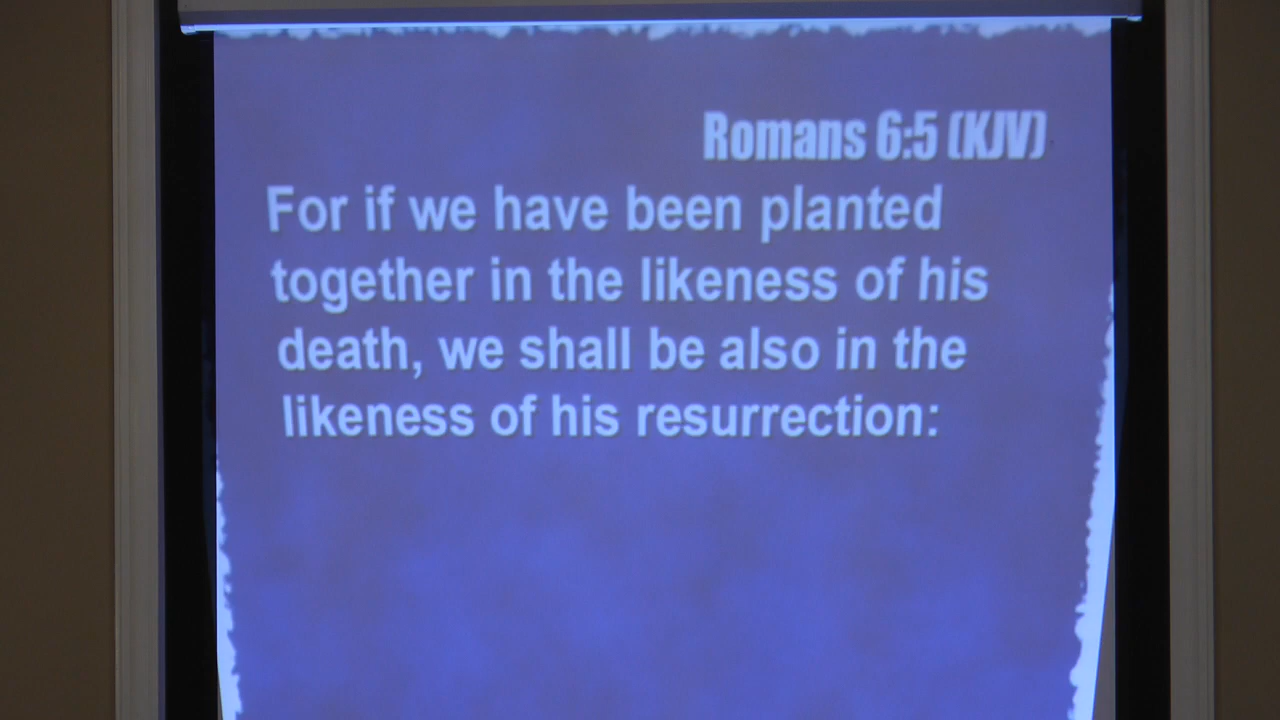 Romans 6:5 (KJV)
For if we have been planted
together in the likeness of his
death, we shall be also in the
likeness of his resurrection: